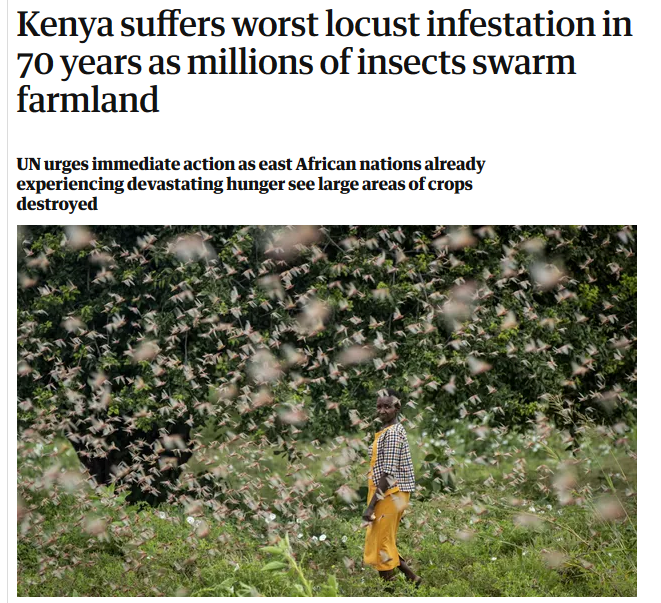 Kenya suffers worst locust infestation in
70 years as millions of insects swarm
farmland
UN urges immediate action as east African nations already
experiencing devastating hunger see large areas of crops
destroyed